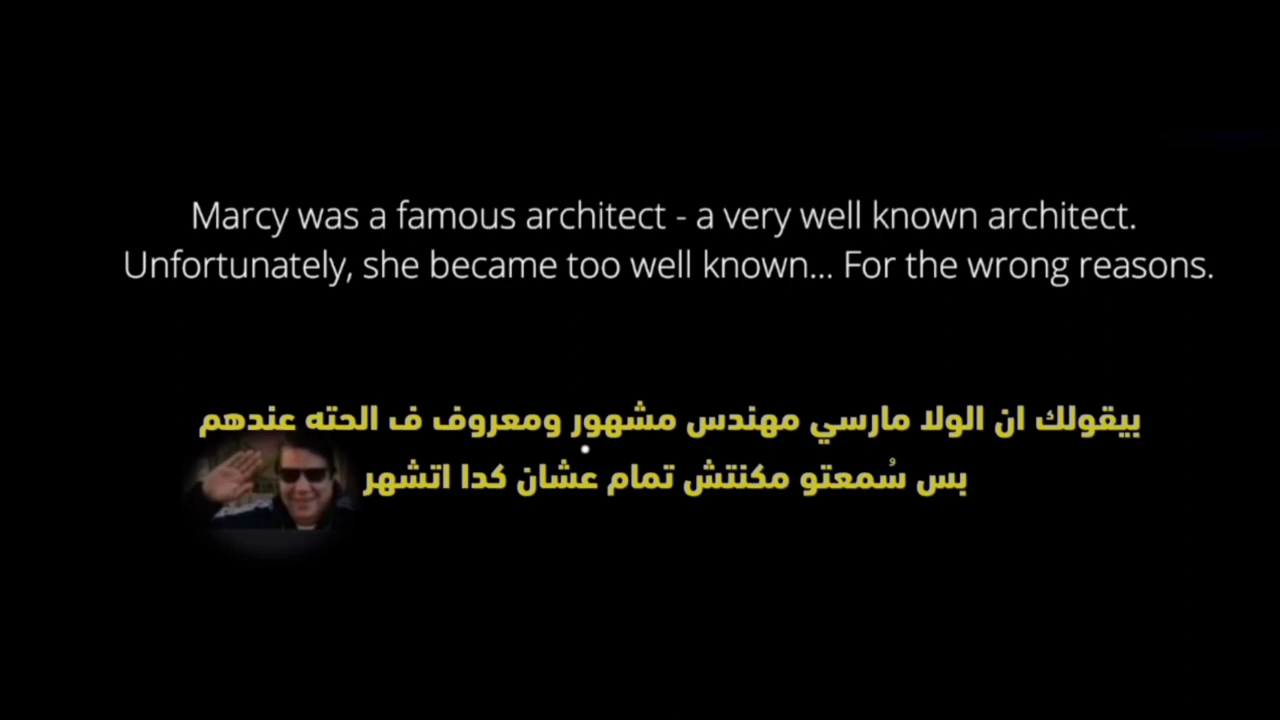 Marcy was a famous architect - a very well known architect.
Unfortunately, she became too well known... For the wrong reasons.
بيقولك ان الولا مارسي مهندس مشهور ومعروف ف الحته عندهم
بس سُمعتو مكنتش تمام عشان كدا اتشهر